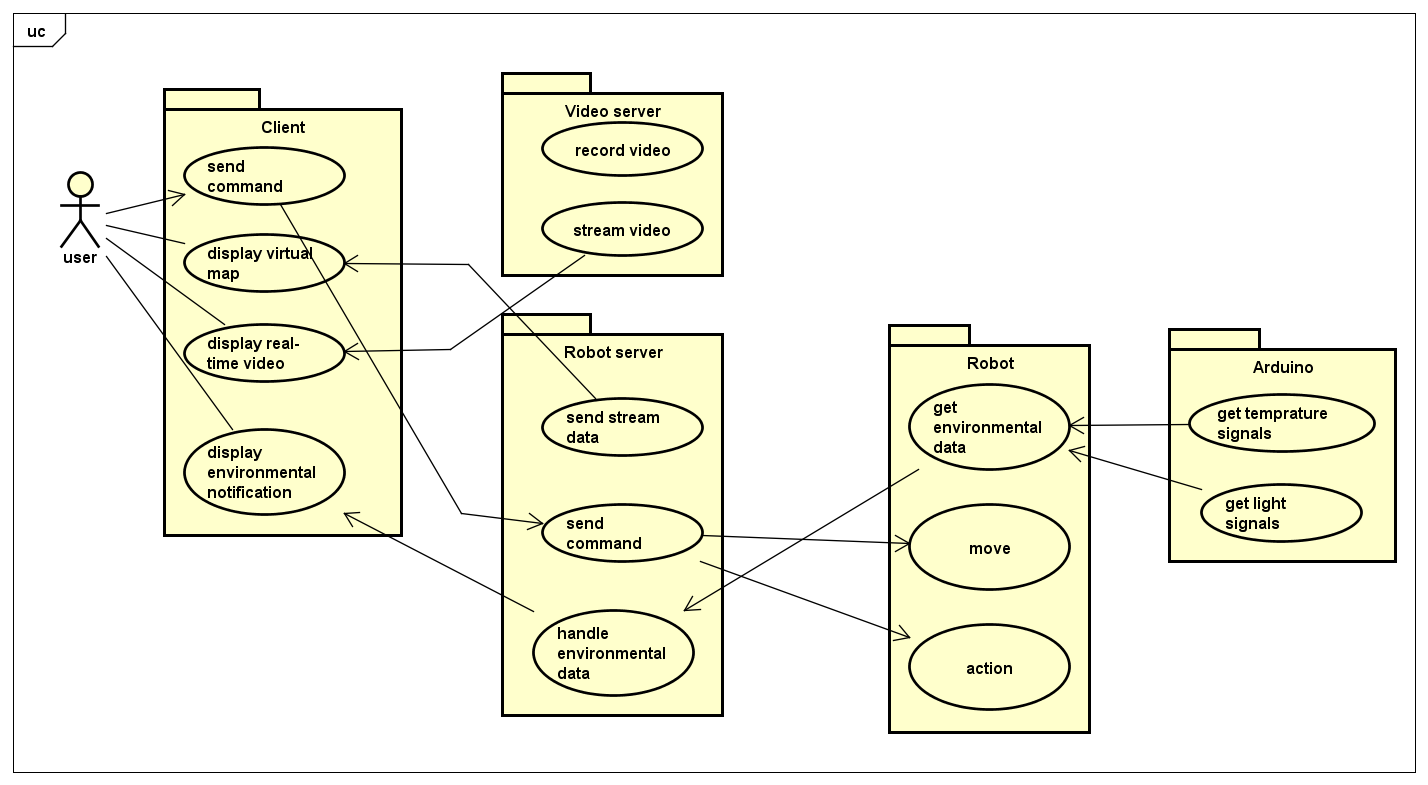 uc
user
Client
send
command
display virtual
map
display real-
time video
display
environmental
notification
Video server
record video
stream video
Robot server
send stream
data
send
command
handle
environmental
data
Robot
get
environmental
data
move
action
Arduino
get temprature
signals
get light
signals